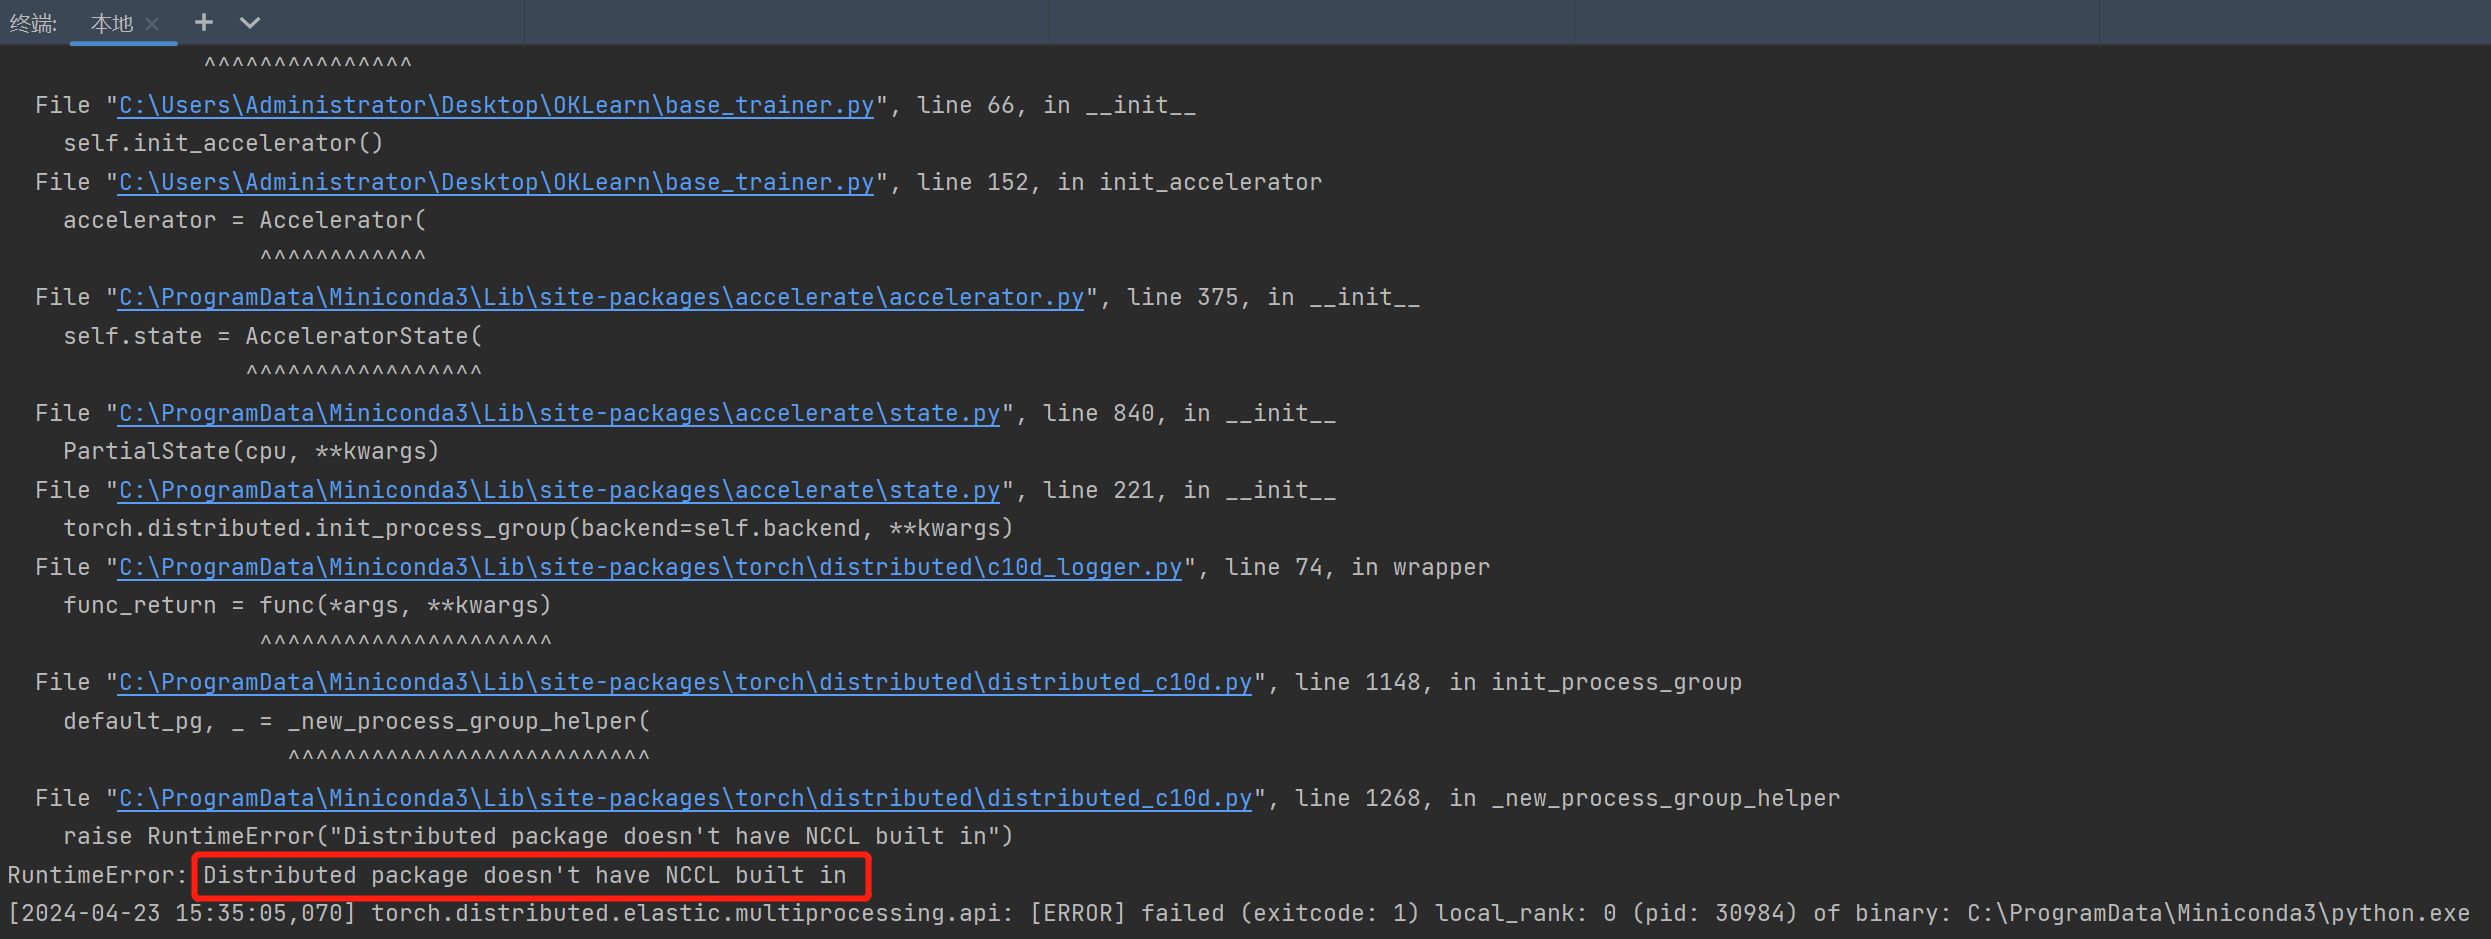 终端: 本地 × + ∨
^^^^^^^^^^^^^^^
File "C:\Users\Administrator\Desktop\OKLearn\base_trainer.py", line 66, in __init__
self.init_accelerator()
File "C:\Users\Administrator\Desktop\OKLearn\base_trainer.py", line 152, in init_accelerator
accelerator = Accelerator(
^^^^^^^^^^^^
File "C:\ProgramData\Miniconda3\Lib\site-packages\accelerate\accelerator.py", line 375, in __init__
self.state = AcceleratorState(
^^^^^^^^^^^^^^^^^
File "C:\ProgramData\Miniconda3\Lib\site-packages\accelerate\state.py", line 840, in __init__
PartialState(cpu, **kwargs)
File "C:\ProgramData\Miniconda3\Lib\site-packages\accelerate\state.py", line 221, in __init__
torch.distributed.init_process_group(backend=self.backend, **kwargs)
File "C:\ProgramData\Miniconda3\Lib\site-packages\torch\distributed\c10d_logger.py", line 74, in wrapper
func_return = func(*args, **kwargs)
^^^^^^^^^^^^^^^^^^^^^
File "C:\ProgramData\Miniconda3\Lib\site-packages\torch\distributed\distributed_c10d.py", line 1148, in init_process_group
default_pg, _ = _new_process_group_helper(
^^^^^^^^^^^^^^^^^^^^^^^^^^
File "C:\ProgramData\Miniconda3\Lib\site-packages\torch\distributed\distributed_c10d.py", line 1268, in _new_process_group_helper
raise RuntimeError("Distributed package doesn't have NCCL built in")
RuntimeError: Distributed package doesn't have NCCL built in
[2024-04-23 15:35:05,070] torch.distributed.elastic.multiprocessing.api: [ERROR] failed (exitcode: 1) local_rank: 0 (pid: 30984) of binary: C:\ProgramData\Miniconda3\python.exe